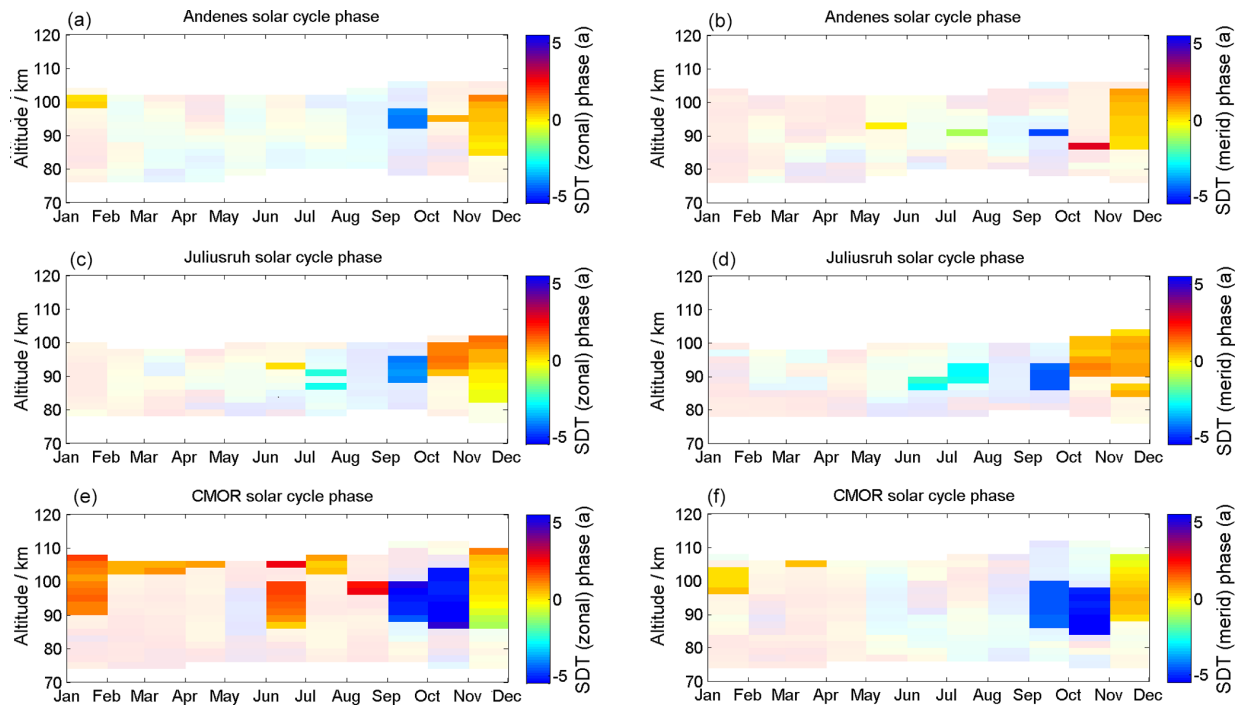 (a) Andenes solar cycle phase
120
110
100
90
80
70
Altitude / km
Jan Feb Mar Apr May Jun Jul Aug Sep Oct Nov Dec
5
0
-5
SDT (zonal) phase (a)
(b) Andenes solar cycle phase
120
110
100
90
80
70
Altitude / km
Jan Feb Mar Apr May Jun Jul Aug Sep Oct Nov Dec
5
0
-5
SDT (merid) phase (a)
(c) Juliusruh solar cycle phase
120
110
100
90
80
70
Altitude / km
Jan Feb Mar Apr May Jun Jul Aug Sep Oct Nov Dec
5
0
-5
SDT (zonal) phase (a)
(d) Juliusruh solar cycle phase
120
110
100
90
80
70
Altitude / km
Jan Feb Mar Apr May Jun Jul Aug Sep Oct Nov Dec
5
0
-5
SDT (merid) phase (a)
(e) CMOR solar cycle phase
120
110
100
90
80
70
Altitude / km
Jan Feb Mar Apr May Jun Jul Aug Sep Oct Nov Dec
5
0
-5
SDT (zonal) phase (a)
(f) CMOR solar cycle phase
120
110
100
90
80
70
Altitude / km
Jan Feb Mar Apr May Jun Jul Aug Sep Oct Nov Dec
5
0
-5
SDT (merid) phase (a)